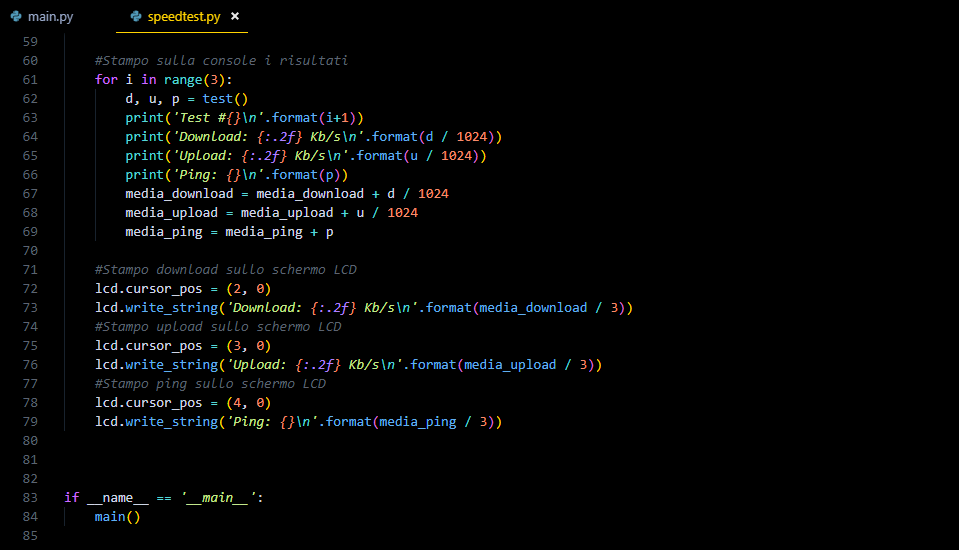 main.py speedtest.py ×
59
60 #Stampo sulla console i risultati
61 for i in range(3):
62 d, u, p = test()
63 print('Test #{}\n'.format(i+1))
64 print('Download: {:.2f} Kb/s\n'.format(d / 1024))
65 print('Upload: {:.2f} Kb/s\n'.format(u / 1024))
66 print('Ping: {}\n'.format(p))
67 media_download = media_download + d / 1024
68 media_upload = media_upload + u / 1024
69 media_ping = media_ping + p
70
71 #Stampo download sullo schermo LCD
72 lcd.cursor_pos = (2, 0)
73 lcd.write_string('Download: {:.2f} Kb/s\n'.format(media_download / 3))
74 #Stampo upload sullo schermo LCD
75 lcd.cursor_pos = (3, 0)
76 lcd.write_string('Upload: {:.2f} Kb/s\n'.format(media_upload / 3))
77 #Stampo ping sullo schermo LCD
78 lcd.cursor_pos = (4, 0)
79 lcd.write_string('Ping: {}\n'.format(media_ping / 3))
80
81
82
83 if __name__ == '__main__':
84 main()
85